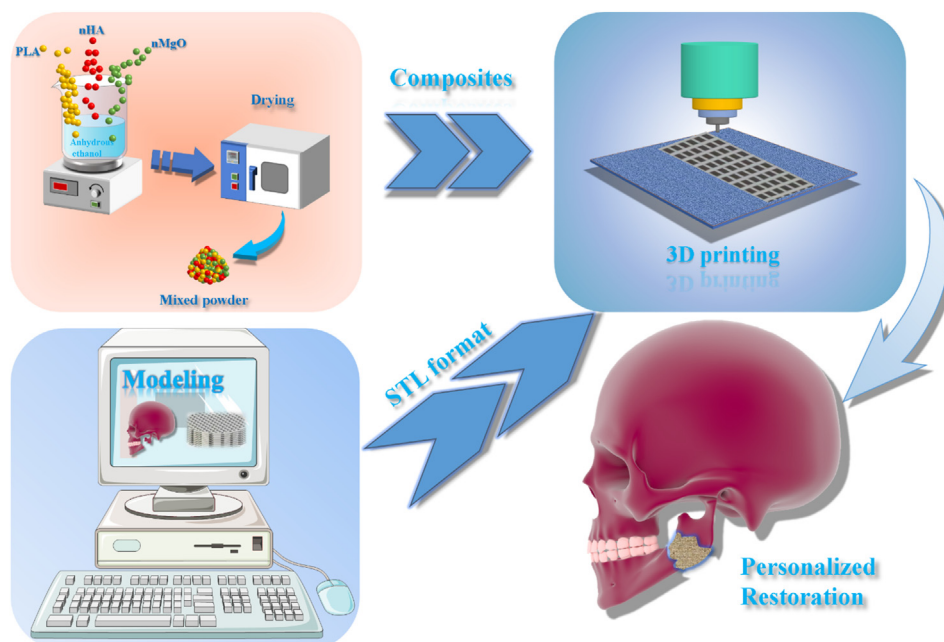 nHA
PLA
nMgO
Anhydrous
ethanol
Drying
Mixed powder
Composites
3D printing
Modeling
STL format
Personalized
Restoration